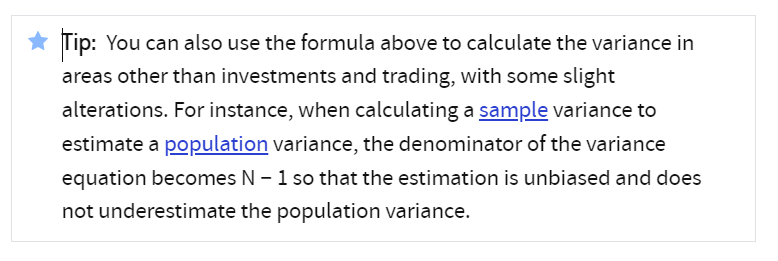 Tip: You can also use the formula above to calculate the variance in
areas other than investments and trading, with some slight
alterations. For instance, when calculating a sample variance to
estimate a population variance, the denominator of the variance
equation becomes N − 1 so that the estimation is unbiased and does
not underestimate the population variance.